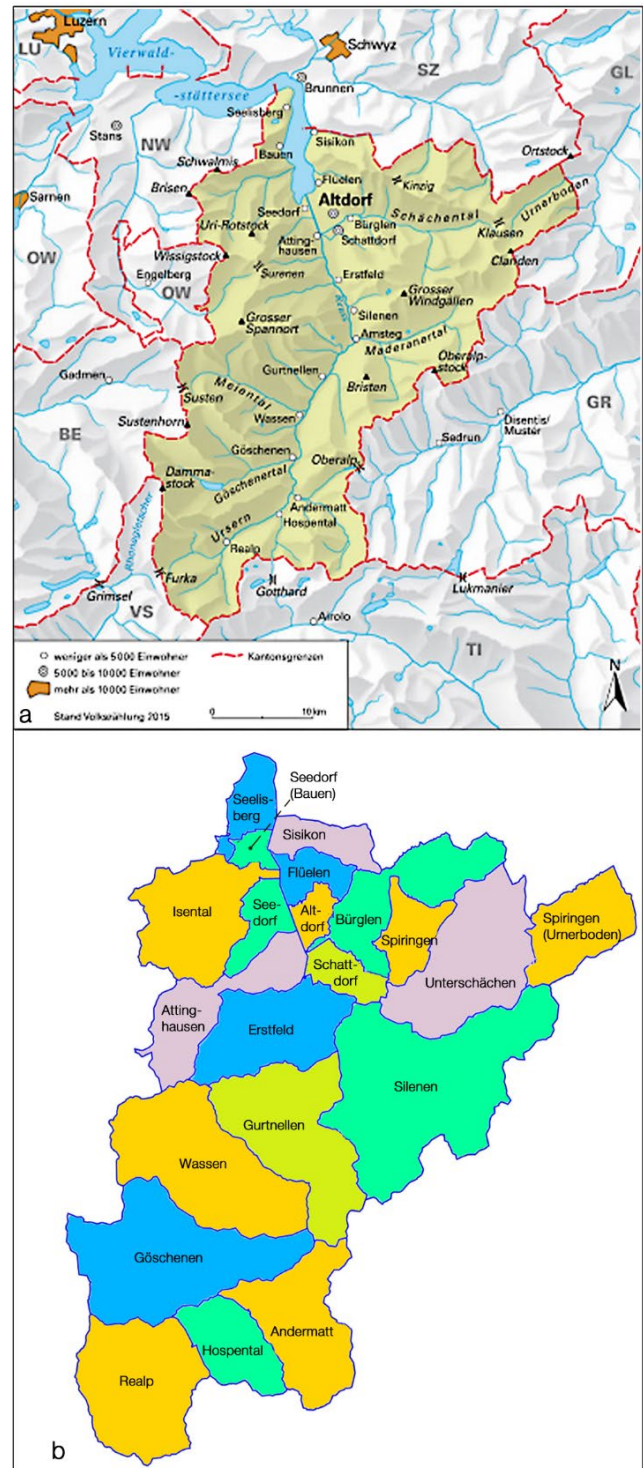 Luzern
LU
Vierwald-
-stättersee
Schwyz
SZ
GL
Brunnen
Seelisberg
Stans
NW
Sisikon
Bauen
Ortstock
Schwalmis
Flüelen
Kinzig
Brisen
Sarnen
Altdorf
Seedorf
Schächental
Urnerboden
Bürglen
Uri-Rotstock
Atting-
hausen
Schattdorf
Klausen
OW
Wissigstock
Clariden
Surenen
Engelberg
OW
Erstfeld
Grosser
Windgällen
Reuss
Silenen
Grosser
Spannort
Amsteg
Maderanertal
Oberalp-
stock
Gurtnellen
Bristen
Gadmen
Meiental
Susten
GR
Wassen
Disentis/
Muster
Sustenhorn
BE
Sedrun
Göschenen
Oberalp
Damma-
stock
Göschenertal
Andermatt
Hospental
Rhonegletscher
Ursern
Realp
Furka
Gotthard
Lukmanier
Grimsel
VS
Airolo
TI
weniger als 5000 Einwohner
5000 bis 10000 Einwohner
mehr als 10000 Einwohner
Kantonsgrenzen
Stand Volkszählung 2015
0 10 km
N
a
Seelis-
berg
Seedorf
(Bauen)
Sisikon
Flüelen
Isental
See-
dorf
Alt-
dorf
Bürglen
Spiringen
Spiringen
(Urnerboden)
Schatt-
dorf
Unterschächen
Atting-
hausen
Erstfeld
Silenen
Gurtnellen
Wassen
Göschenen
Andermatt
Hospental
Realp
b